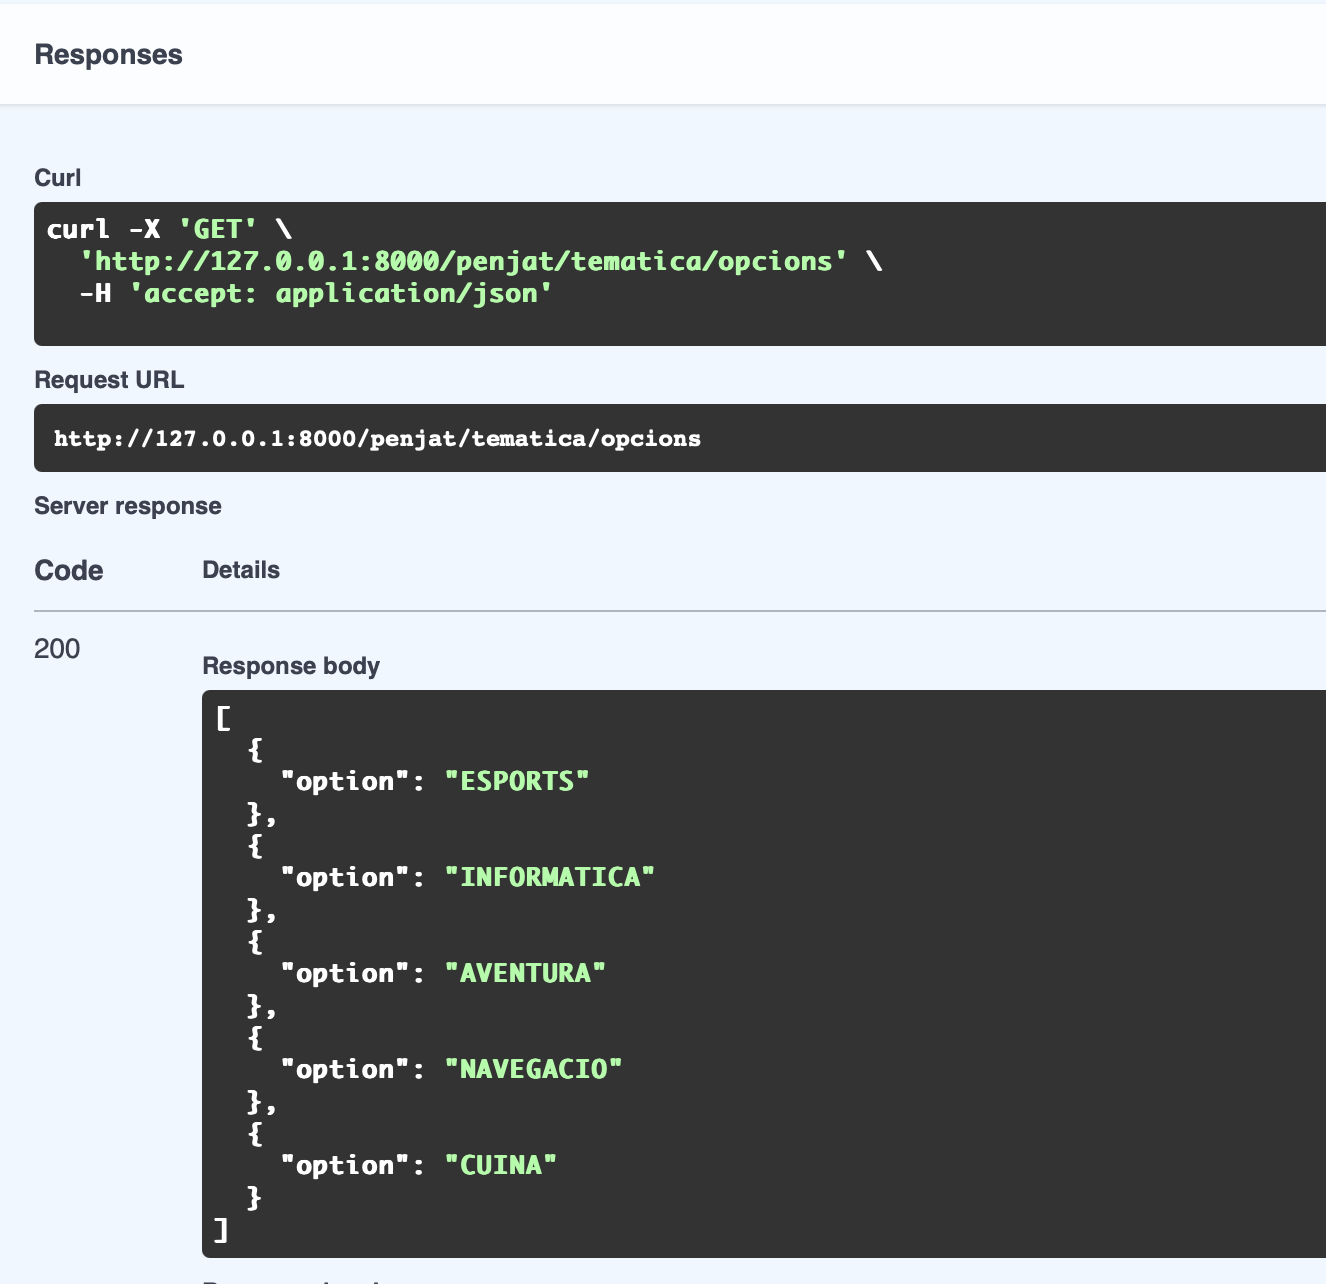 Responses
Curl
curl -X 'GET' \
'http://127.0.0.1:8000/penjat/tematica/opcions' \
-H 'accept: application/json'
Request URL
http://127.0.0.1:8000/penjat/tematica/opcions
Server response
Code Details
200
Response body
[
{
"option": "ESPORTS"
},
{
"option": "INFORMATICA"
},
{
"option": "AVENTURA"
},
{
"option": "NAVEGACIO"
},
{
"option": "CUINA"
}
]